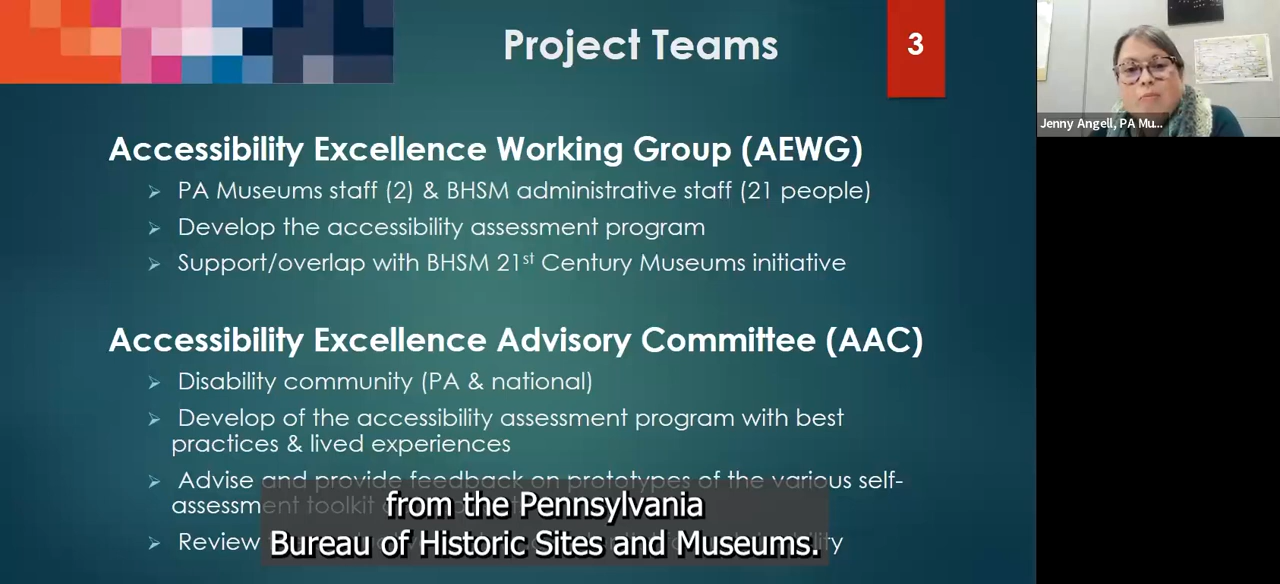 Project Teams
3
Accessibility Excellence Working Group (AEWG)
PA Museums staff (2) & BHSM administrative staff (21 people)
Develop the accessibility assessment program
Support/overlap with BHSM 21st Century Museums initiative
Accessibility Excellence Advisory Committee (AAC)
Disability community (PA & national)
Develop of the accessibility assessment program with best
practices & lived experiences
Advise and provide feedback on prototypes of the various self-
assessment toolkit
Review
from the Pennsylvania
Bureau of Historic Sites and Museums.
Jenny Angell, PA Mu...